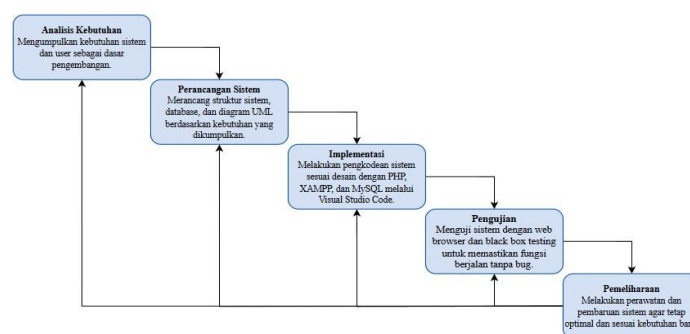 Analisis Kebutuhan
Mengumpulkan kebutuhan sistem
dan user sebagai dasar
pengembangan.
Perancangan Sistem
Merancang struktur sistem,
database, dan diagram UML
berdasarkan kebutuhan yang
dikumpulkan.
Implementasi
Melakukan pengkodean sistem
sesuai desain dengan PHP,
XAMPP, dan MySQL melalui
Visual Studio Code.
Pengujian
Menguji sistem dengan web
browser dan black box testing
untuk memastikan fungsi
berjalan tanpa bug.
Pemeliharaan
Melakukan perawatan dan
pembaruan sistem agar tetap
optimal dan sesuai kebutuhan